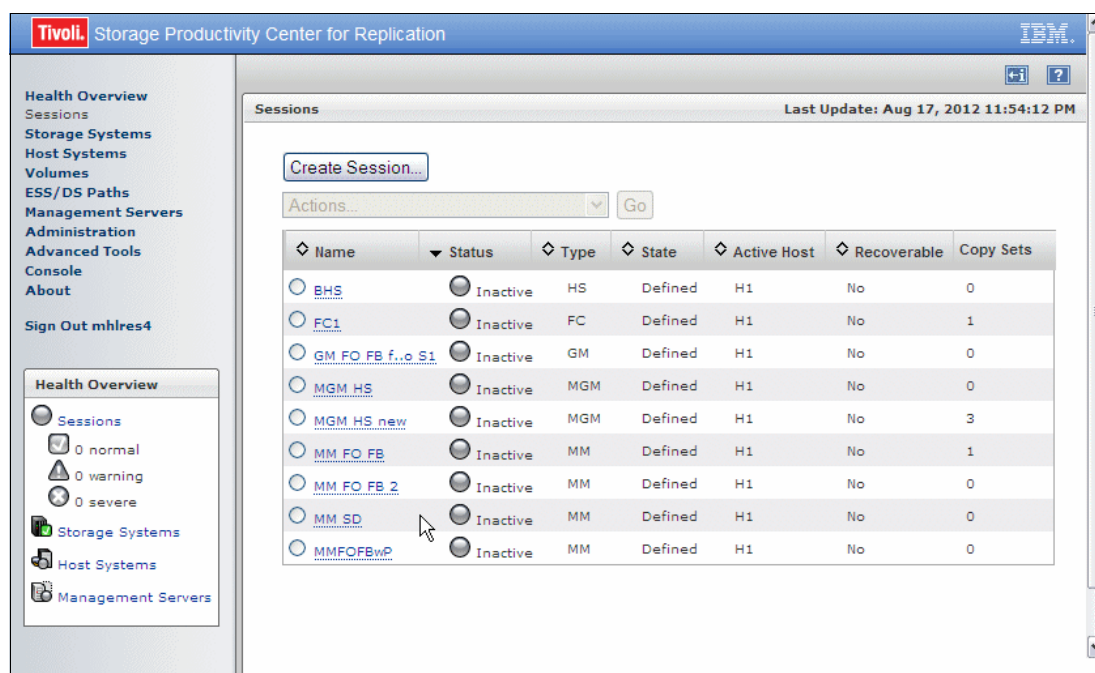 Tivoli. Storage Productivity Center for Replication IBM.
Health Overview
Sessions
Storage Systems
Host Systems
Volumes
ESS/DS Paths
Management Servers
Administration
Advanced Tools
Console
About
Sign Out mhlres4
Health Overview
Sessions
0 normal
0 warning
0 severe
Storage Systems
Host Systems
Management Servers
?
Sessions Last Update: Aug 17, 2012 11:54:12 PM
Create Session...
Actions... Go
Name Status Type State Active Host Recoverable Copy Sets
BHS Inactive HS Defined H1 No 0
FC1 Inactive FC Defined H1 No 1
GM FO FB f..o S1 Inactive GM Defined H1 No 0
MGM HS Inactive MGM Defined H1 No 0
MGM HS new Inactive MGM Defined H1 No 3
MM FO FB Inactive MM Defined H1 No 1
MM FO FB 2 Inactive MM Defined H1 No 0
MM SD Inactive MM Defined H1 No 0
MMFOFBwP Inactive MM Defined H1 No 0